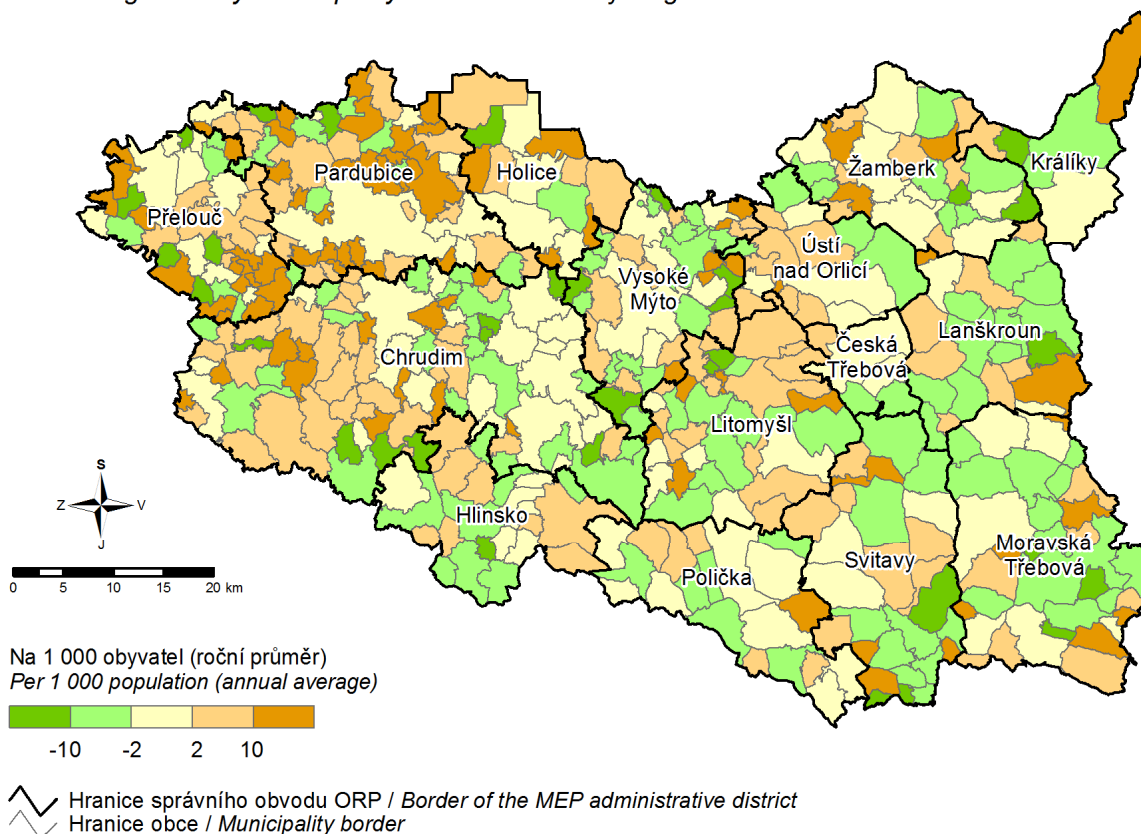 Pardubice
Holice
Žamberk
Králíky
Přelouč
Ústí
nad Orlicí
Vysoké
Mýto
Lanškroun
Chrudim
Česká
Třebová
Litomyšl
S
Z
V
J
Hlinsko
Moravská
Třebová
Svitavy
Polička
0 5 10 15 20 km
Na 1 000 obyvatel (roční průměr)
Per 1 000 population (annual average)
-10 -2 2 10
Hranice správního obvodu ORP / Border of the MEP administrative district
Hranice obce / Municipality border